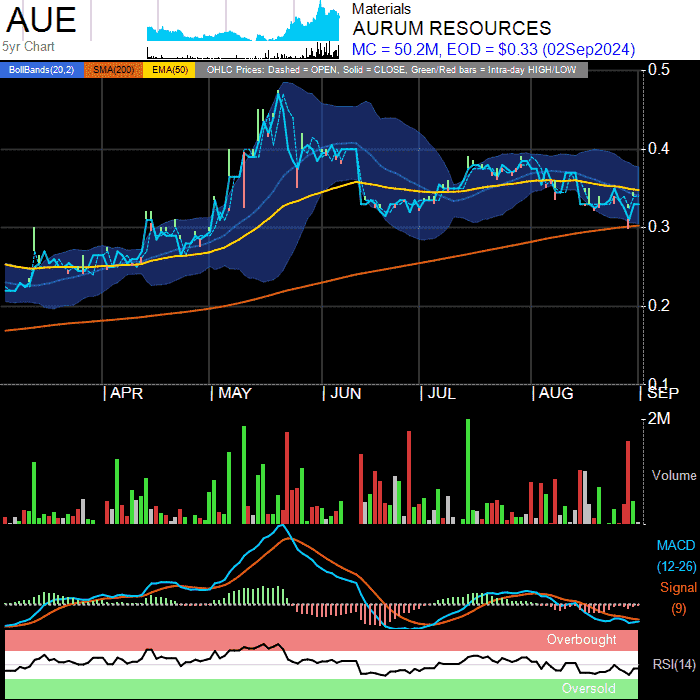 AUE
5yr Chart
Materials
AURUM RESOURCES
MC = 50.2M, EOD = $0.33 (02Sep2024)
BollBands(20,2) SMA(200) EMA(50) OHLC Prices: Dashed = OPEN, Solid = CLOSE, Green/Red bars = Intra-day HIGH/LOW
0.5
0.4
0.3
0.2
0.1
| APR | MAY | JUN | JUL | AUG | SEP
2M
Volume
MACD
(12-26)
Signal
(9)
Overbought
RSI(14)
Oversold